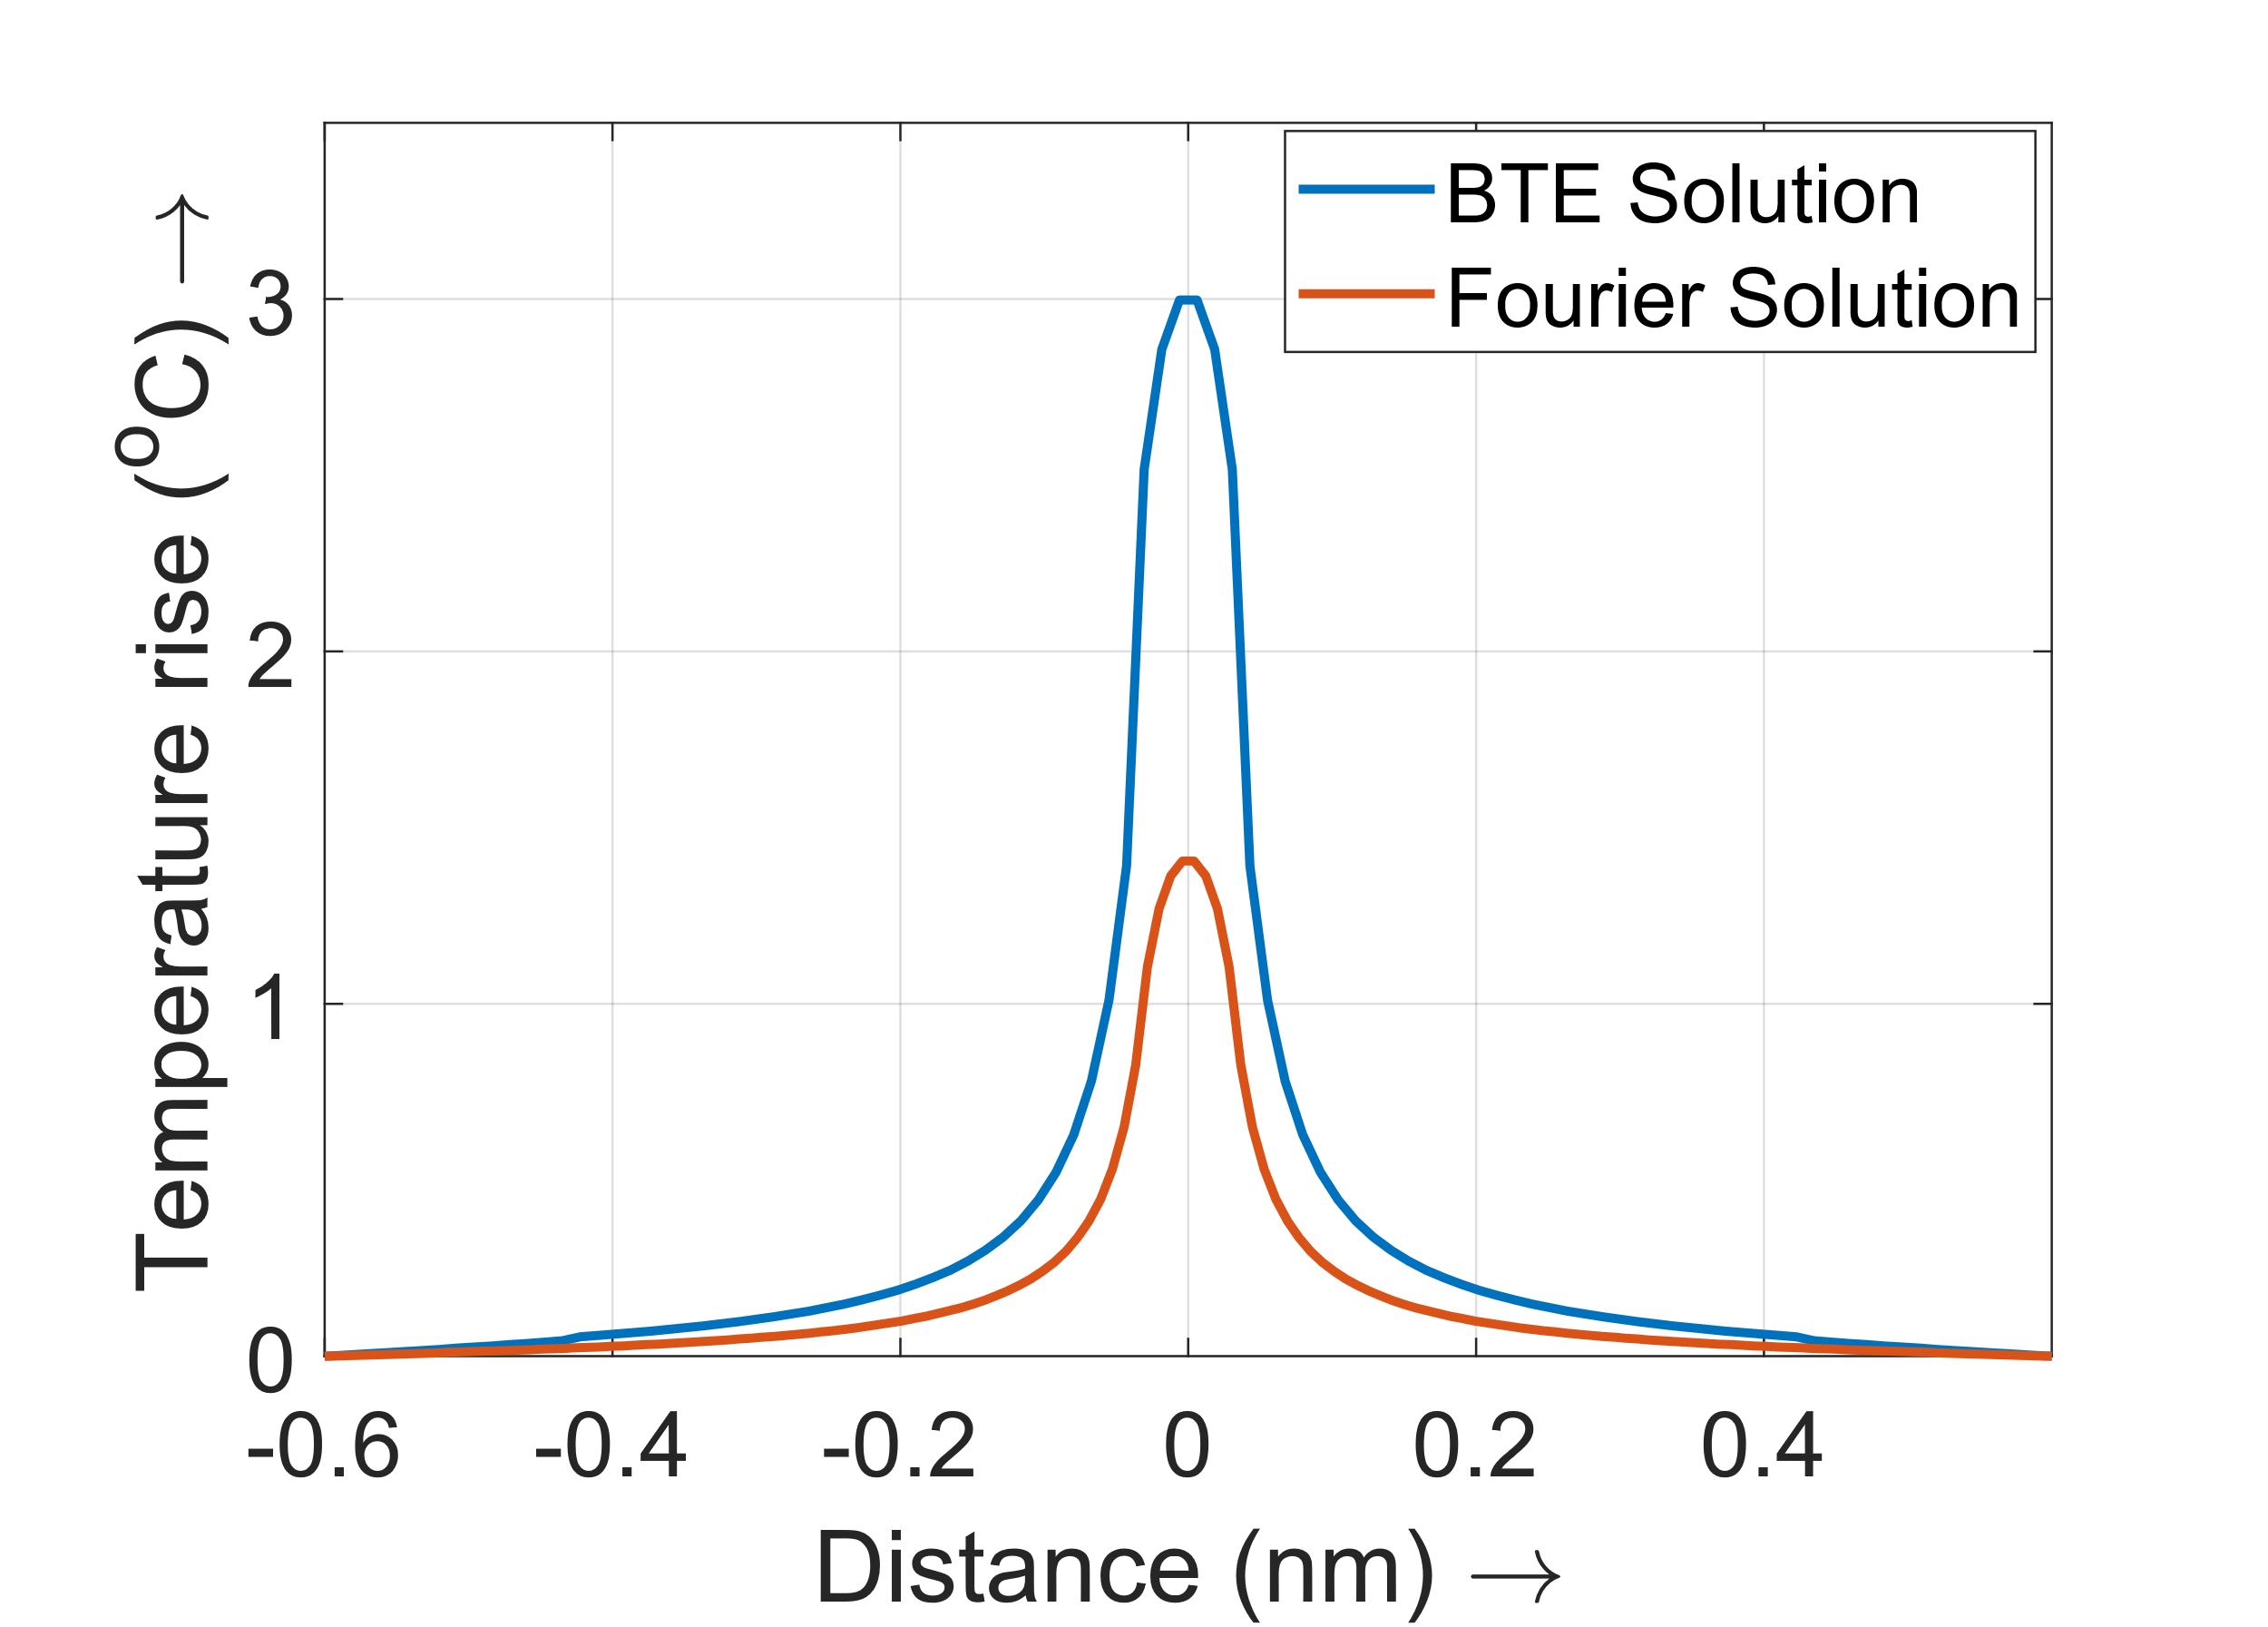 Temperature rise (°C) →
BTE Solution
Fourier Solution
3
2
1
0
-0.6 -0.4 -0.2 0 0.2 0.4
Distance (nm) →